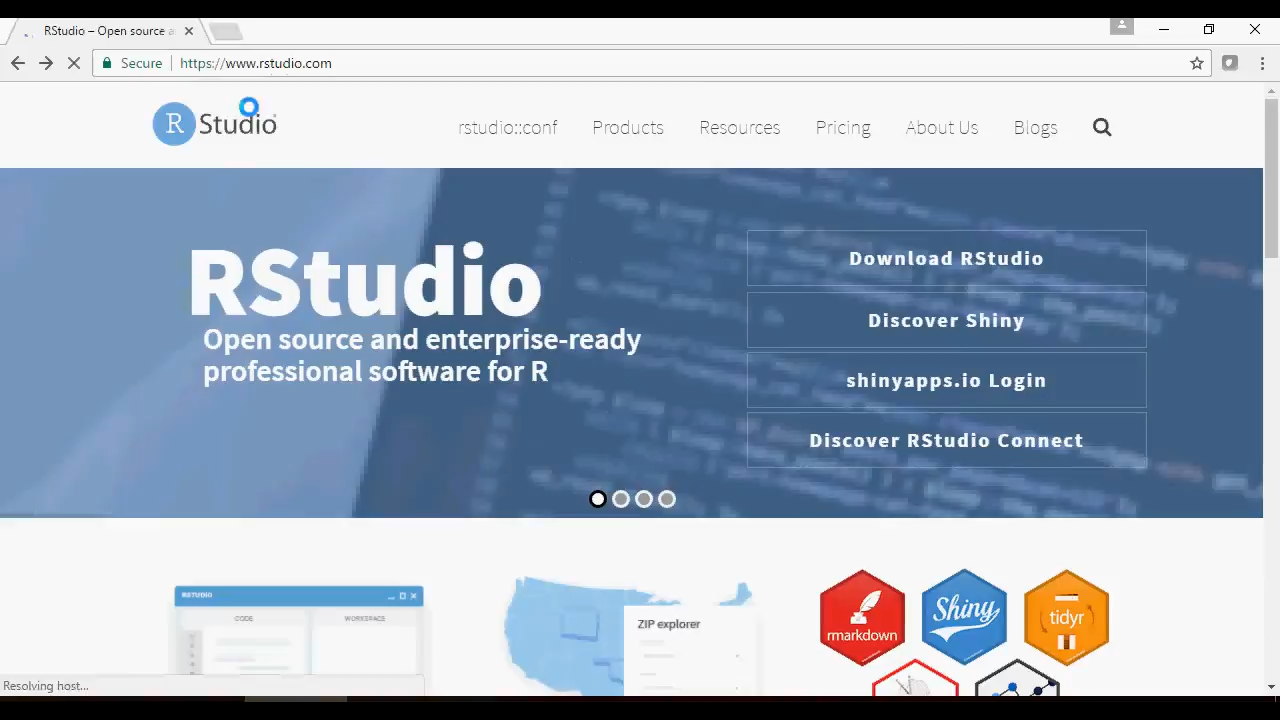 RStudio – Open source a
Secure
https://www.rstudio.com
R Studio
rstudio::conf
Products
Resources
Pricing
About Us
Blogs
RStudio
Open source and enterprise-ready
professional software for R
Download RStudio
Discover Shiny
shinyapps.io Login
Discover RStudio Connect
RSTUDIO
CODE
WORKSPACE
ZIP explorer
rmarkdown
Shiny
tidyr
Resolving host...